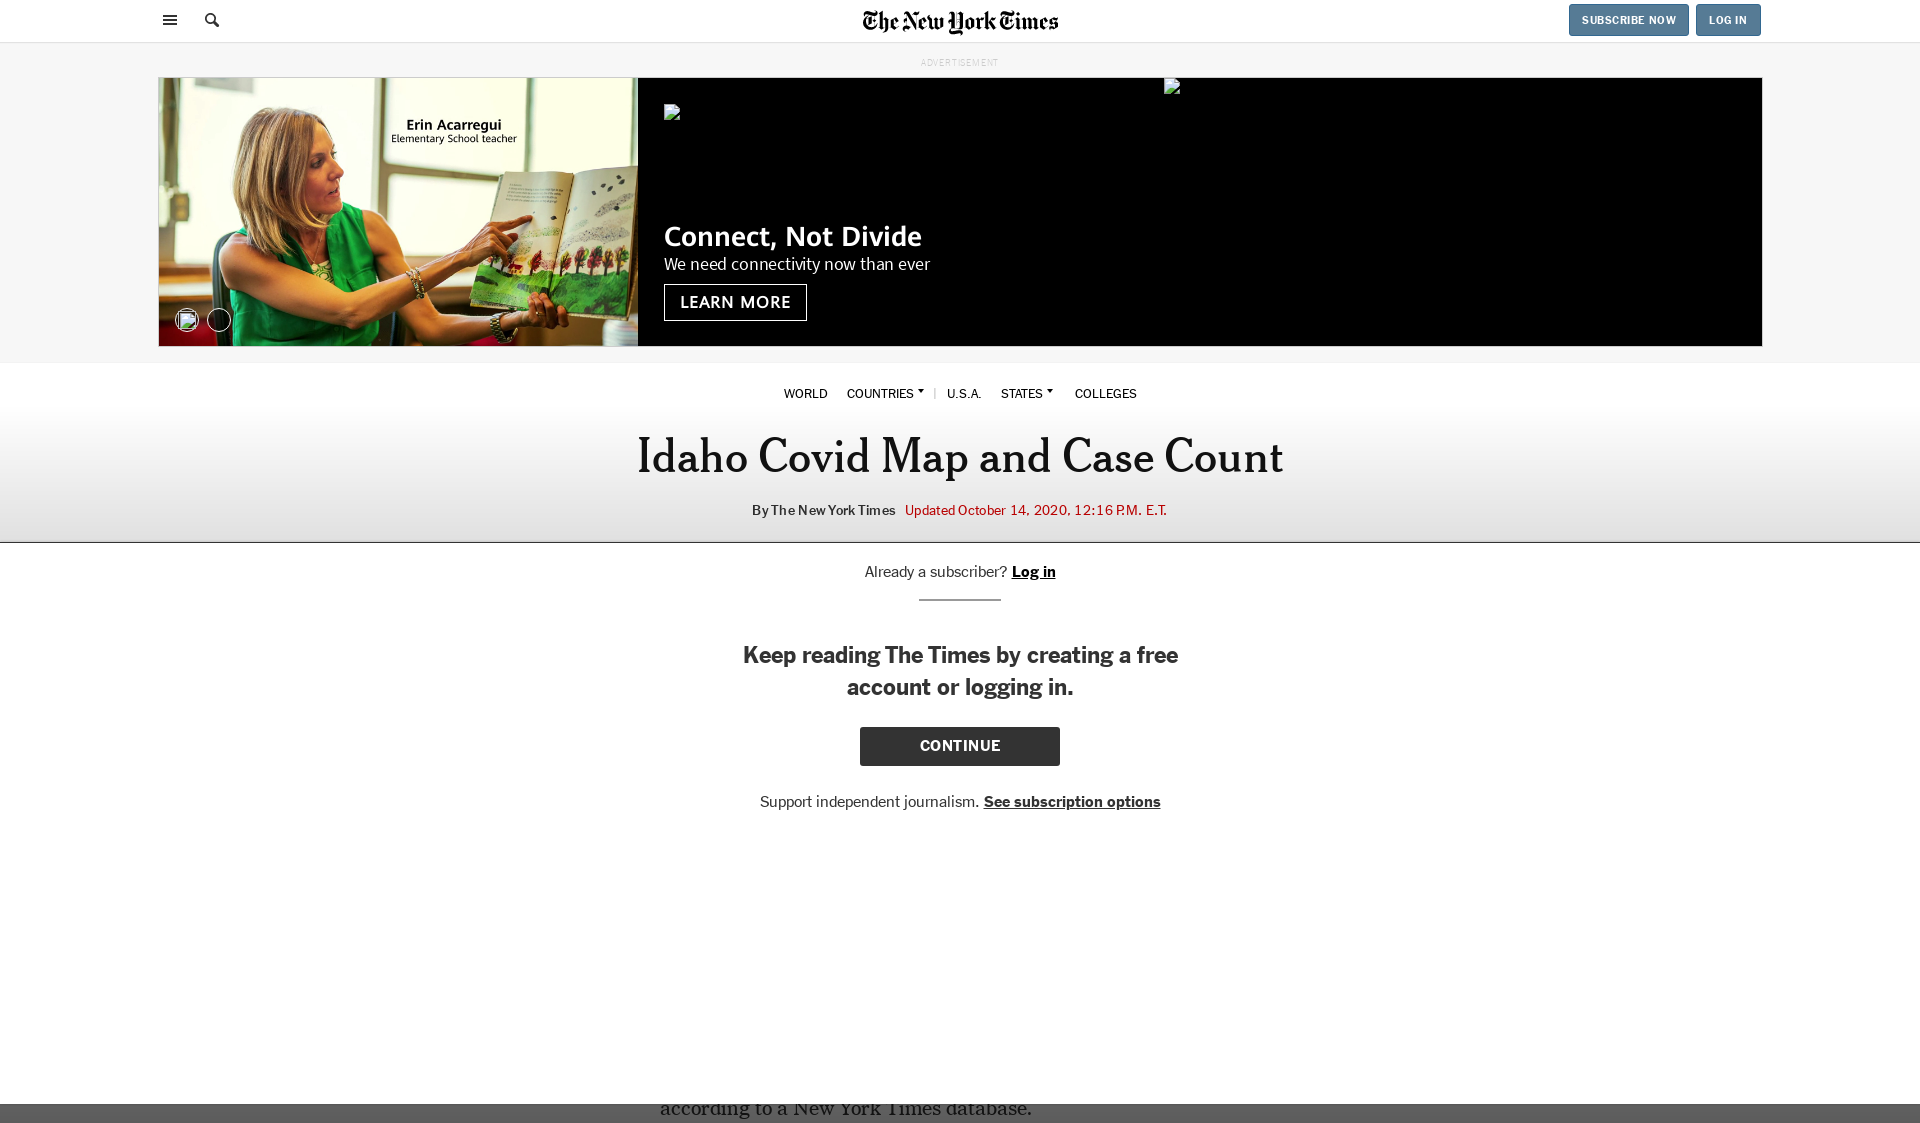 The New York Times
SUBSCRIBE NOW
LOG IN
ADVERTISEMENT
Erin Acarregui
Elementary School teacher
Connect, Not Divide
We need connectivity now than ever
LEARN MORE
WORLD COUNTRIES U.S.A. STATES COLLEGES
Idaho Covid Map and Case Count
By The New York Times Updated October 14, 2020, 12:16 P.M. E.T.
Already a subscriber? Log in
Keep reading The Times by creating a free
account or logging in.
CONTINUE
Support independent journalism. See subscription options
according to a New York Times database.